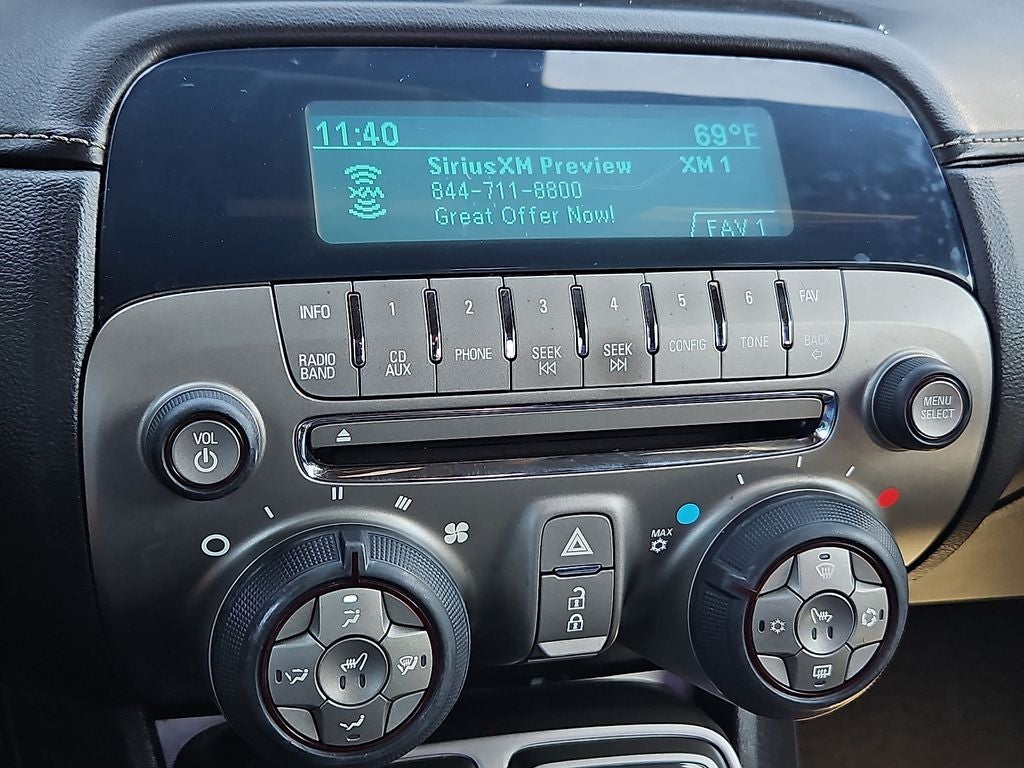 11:40 69°F
SiriusXM Preview XM 1
844-711-8800
Great Offer Now!
FAV 1
INFO 1 2 3 4 5 6 FAV
RADIO BAND
CD AUX
PHONE
SEEK
SEEK
CONFIG
TONE
BACK
VOL
MENU
SELECT
MAX